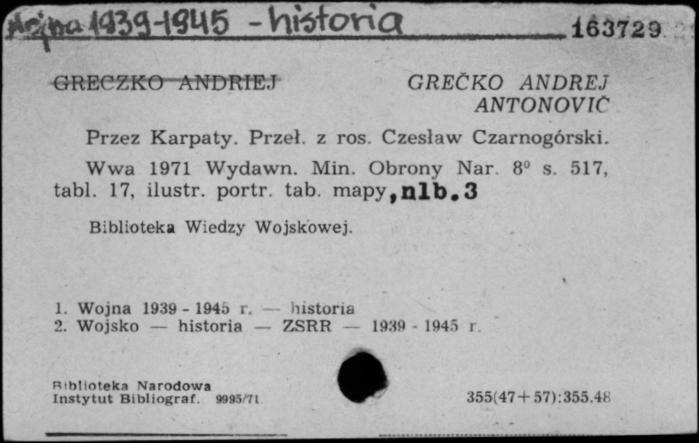 Wojna 1939-1945 - historia
163729
GRECZKO ANDRIEJ
GREČKO ANDREJ
ANTONOVIČ
Przez Karpaty. Przeł. z ros. Czesław Czarnogórski.
Wwa 1971 Wydawn. Min. Obrony Nar. 8⁰ s. 517,
tabl. 17, ilustr. portr. tab. mapy, nlb. 3
Biblioteka Wiedzy Wojskowej.
1. Wojna 1939 - 1945 r. — historia
2. Wojsko — historia — ZSRR — 1939 - 1945 r.
Biblioteka Narodowa
Instytut Bibliograf. 9995/71
355(47+57):355.48